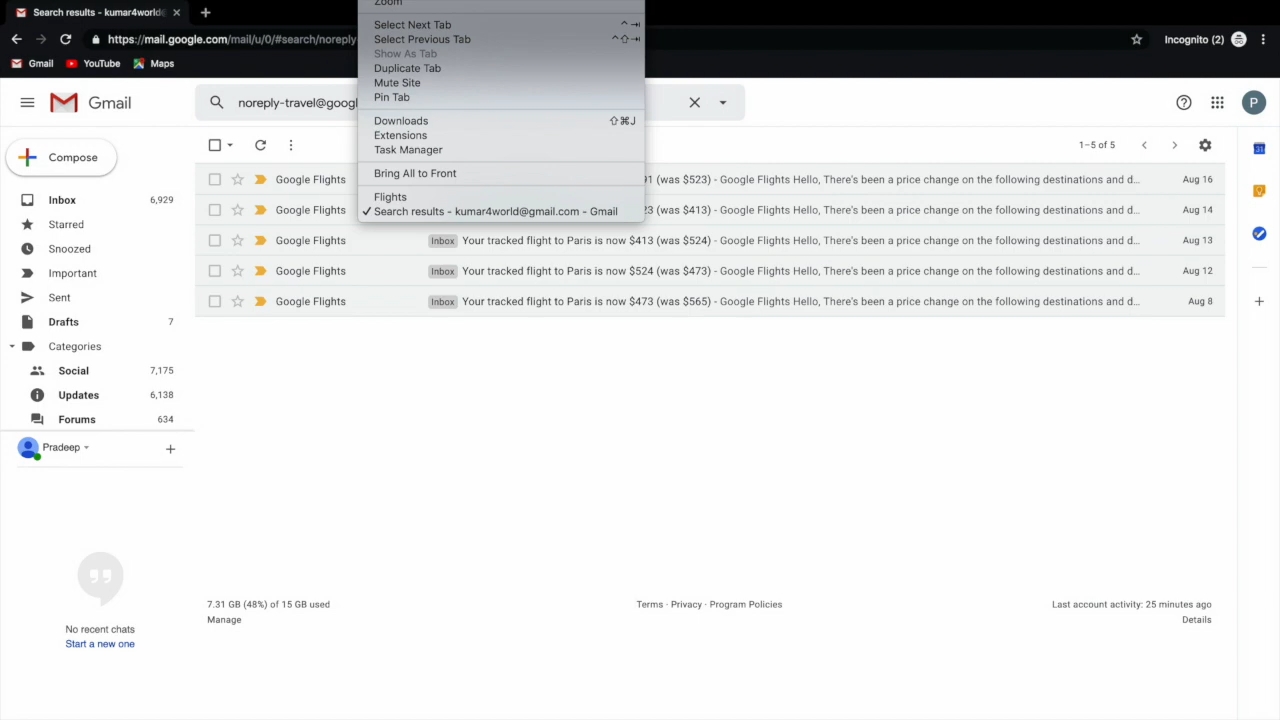 Zoom
Search results - kumar4world@
Select Next Tab
Select Previous Tab
Show As Tab
Duplicate Tab
Mute Site
Pin Tab
Downloads ⇧⌘J
Extensions
Task Manager
Bring All to Front
Flights
✓ Search results - kumar4world@gmail.com - Gmail
https://mail.google.com/mail/u/0/#search/noreply-
Incognito (2)
Gmail YouTube Maps
Gmail
noreply-travel@googl
P
Compose
1–5 of 5
Inbox 6,929
Starred
Snoozed
Important
Sent
Drafts 7
Categories
Social 7,175
Updates 6,138
Forums 634
Pradeep
No recent chats
Start a new one
Google Flights 91 (was $523) - Google Flights Hello, There's been a price change on the following destinations and d... Aug 16
Google Flights 23 (was $413) - Google Flights Hello, There's been a price change on the following destinations and d... Aug 14
Google Flights Inbox Your tracked flight to Paris is now $413 (was $524) - Google Flights Hello, There's been a price change on the following destinations and d... Aug 13
Google Flights Inbox Your tracked flight to Paris is now $524 (was $473) - Google Flights Hello, There's been a price change on the following destinations and d... Aug 12
Google Flights Inbox Your tracked flight to Paris is now $473 (was $565) - Google Flights Hello, There's been a price change on the following destinations and d... Aug 8
7.31 GB (48%) of 15 GB used
Manage
Terms · Privacy · Program Policies
Last account activity: 25 minutes ago
Details
31